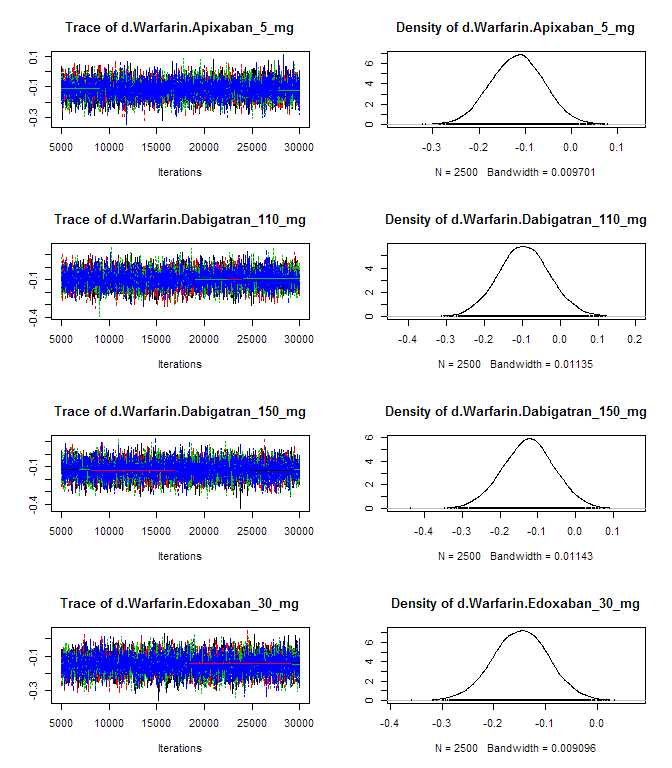 Trace of d.Warfarin.Apixaban_5_mg
0.1
-0.1
-0.3
5000 10000 15000 20000 25000 30000
Iterations
Density of d.Warfarin.Apixaban_5_mg
6
4
2
0
-0.3 -0.2 -0.1 0.0 0.1
N = 2500 Bandwidth = 0.009701
Trace of d.Warfarin.Dabigatran_110_mg
-0.1
-0.4
5000 10000 15000 20000 25000 30000
Iterations
Density of d.Warfarin.Dabigatran_110_mg
4
2
0
-0.4 -0.3 -0.2 -0.1 0.0 0.1 0.2
N = 2500 Bandwidth = 0.01135
Trace of d.Warfarin.Dabigatran_150_mg
-0.1
-0.4
5000 10000 15000 20000 25000 30000
Iterations
Density of d.Warfarin.Dabigatran_150_mg
6
4
2
0
-0.4 -0.3 -0.2 -0.1 0.0 0.1
N = 2500 Bandwidth = 0.01143
Trace of d.Warfarin.Edoxaban_30_mg
-0.1
-0.3
5000 10000 15000 20000 25000 30000
Iterations
Density of d.Warfarin.Edoxaban_30_mg
6
4
2
0
-0.4 -0.3 -0.2 -0.1 0.0
N = 2500 Bandwidth = 0.009096